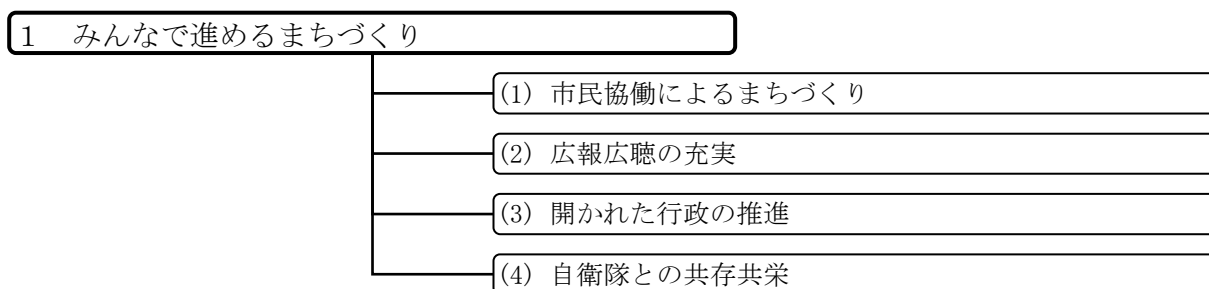 １　みんなで進めるまちづくり
(1) 市民協働によるまちづくり
(2) 広報広聴の充実
(3) 開かれた行政の推進
(4) 自衛隊との共存共栄